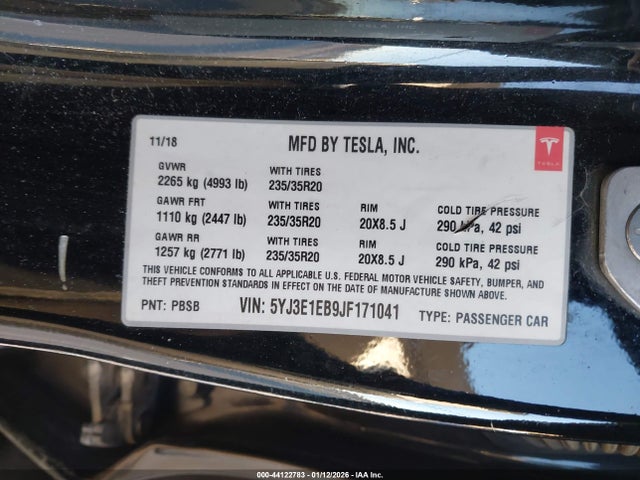 11/18 MFD BY TESLA, INC.
TESLA
GVWR WITH TIRES
2265 kg (4993 lb) 235/35R20
GAWR FRT WITH TIRES RIM COLD TIRE PRESSURE
1110 kg (2447 lb) 235/35R20 20X8.5 J 290 kPa, 42 psi
GAWR RR WITH TIRES RIM COLD TIRE PRESSURE
1257 kg (2771 lb) 235/35R20 20X8.5 J 290 kPa, 42 psi
THIS VEHICLE CONFORMS TO ALL APPLICABLE U.S. FEDERAL MOTOR VEHICLE SAFETY, BUMPER, AND
THEFT PREVENTION STANDARDS IN EFFECT ON THE DATE OF MANUFACTURE SHOWN ABOVE.
PNT: PBSB VIN: 5YJ3E1EB9JF171041 TYPE: PASSENGER CAR
000-44122783 - 01/12/2026 - IAA Inc.